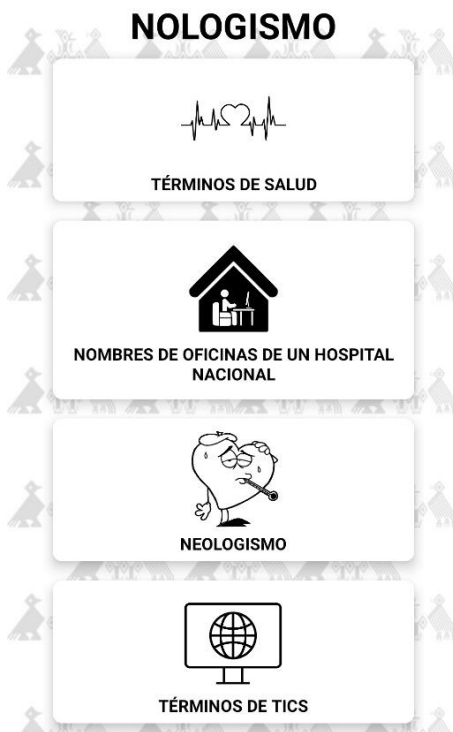 NOLOGISMO
TÉRMINOS DE SALUD
NOMBRES DE OFICINAS DE UN HOSPITAL
NACIONAL
NEOLOGISMO
TÉRMINOS DE TICS